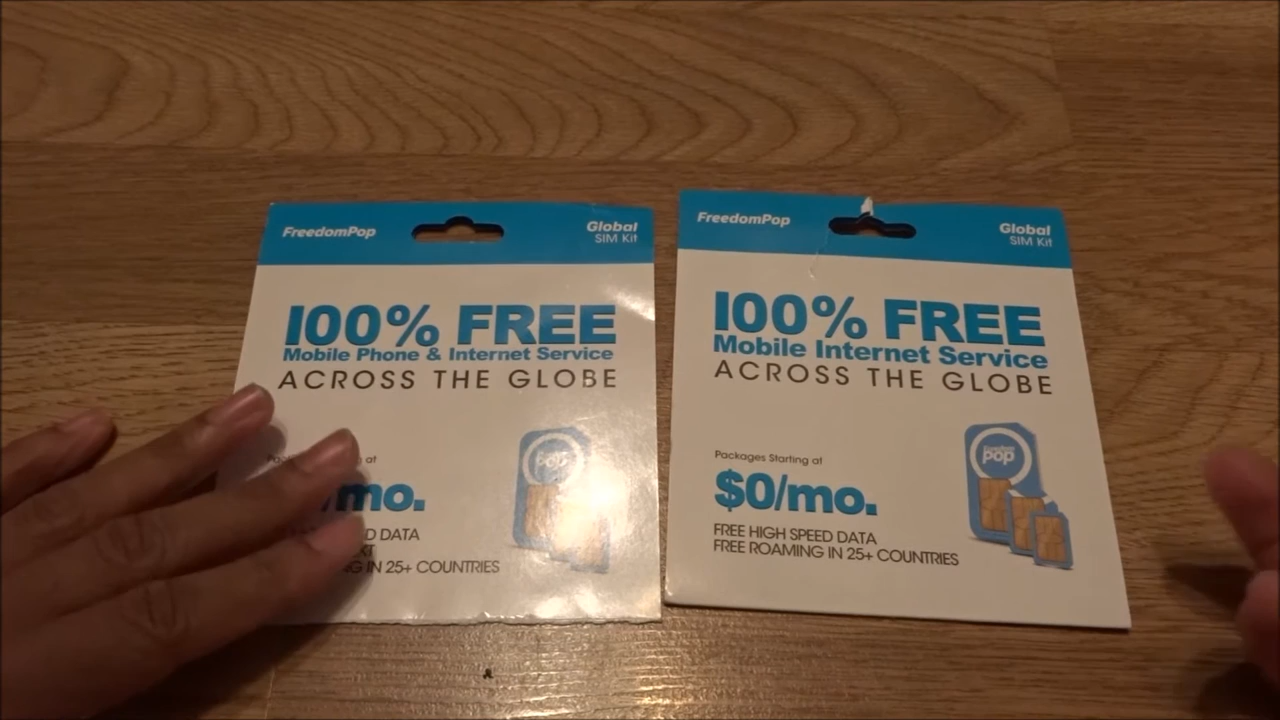 FreedomPop
Global
SIM Kit
100% FREE
Mobile Phone & Internet Service
ACROSS THE GLOBE
at
/mo.
DATA
IN 25+ COUNTRIES
pop
FreedomPop
Global
SIM Kit
100% FREE
Mobile Internet Service
ACROSS THE GLOBE
Packages Starting at
$0/mo.
FREE HIGH SPEED DATA
FREE ROAMING IN 25+ COUNTRIES
freedom
pop